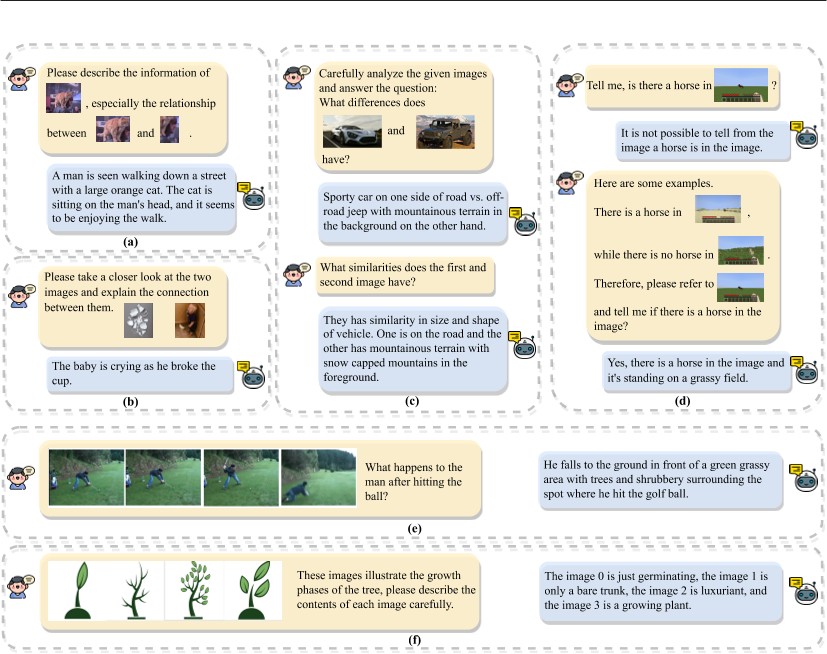 Please describe the information of
, especially the relationship
between and .
A man is seen walking down a street
with a large orange cat. The cat is
sitting on the man's head, and it seems
to be enjoying the walk.
(a)
Please take a closer look at the two
images and explain the connection
between them.
The baby is crying as he broke the
cup.
(b)
Carefully analyze the given images
and answer the question:
What differences does
and
have?
Sporty car on one side of road vs. off-
road jeep with mountainous terrain in
the background on the other hand.
What similarities does the first and
second image have?
They has similarity in size and shape
of vehicle. One is on the road and the
other has mountainous terrain with
snow capped mountains in the
foreground.
(c)
Tell me, is there a horse in ?
It is not possible to tell from the
image a horse is in the image.
Here are some examples.
There is a horse in ,
while there is no horse in .
Therefore, please refer to
and tell me if there is a horse in the
image?
Yes, there is a horse in the image and
it's standing on a grassy field.
(d)
What happens to the
man after hitting the
ball?
He falls to the ground in front of a green grassy
area with trees and shrubbery surrounding the
spot where he hit the golf ball.
(e)
These images illustrate the growth
phases of the tree, please describe the
contents of each image carefully.
The image 0 is just germinating, the image 1 is
only a bare trunk, the image 2 is luxuriant, and
the image 3 is a growing plant.
(f)